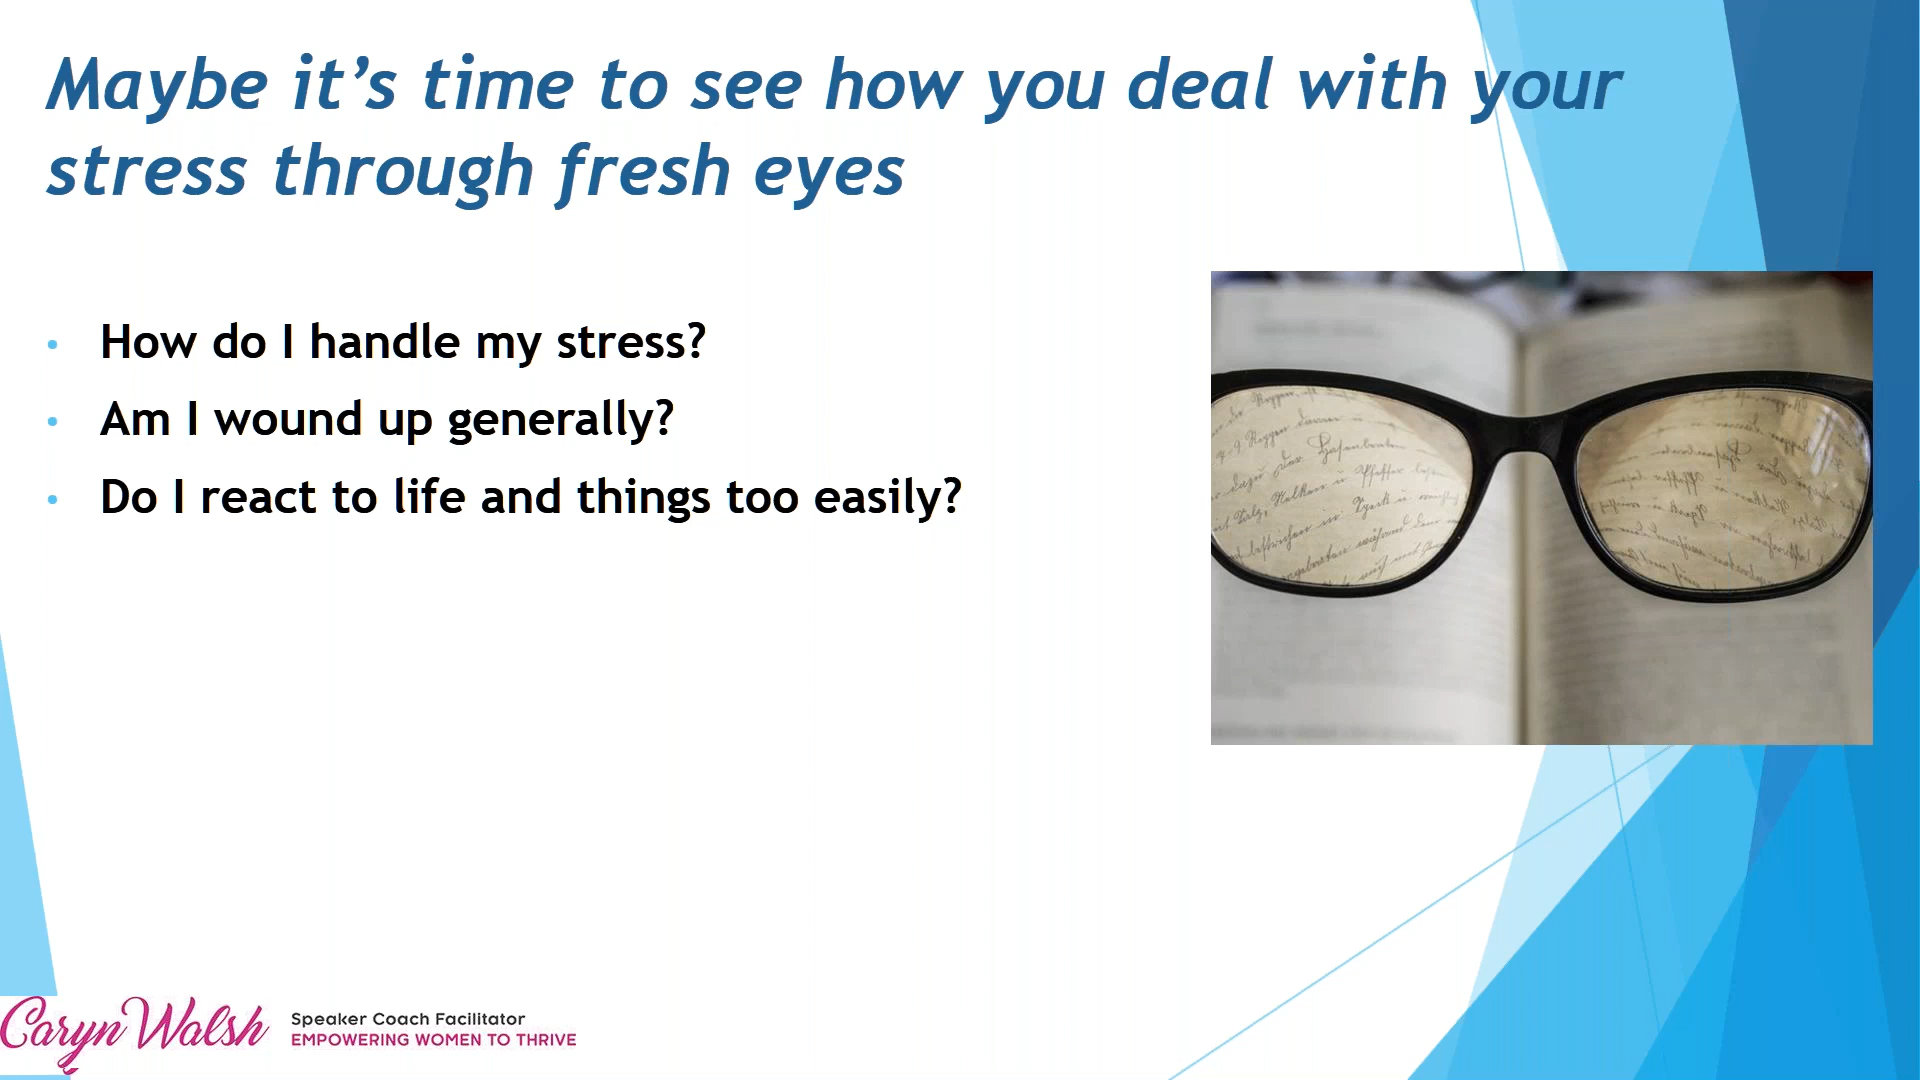 Maybe it’s time to see how you deal with your
stress through fresh eyes
• How do I handle my stress?
• Am I wound up generally?
• Do I react to life and things too easily?
Caryn Walsh
Speaker Coach Facilitator
EMPOWERING WOMEN TO THRIVE